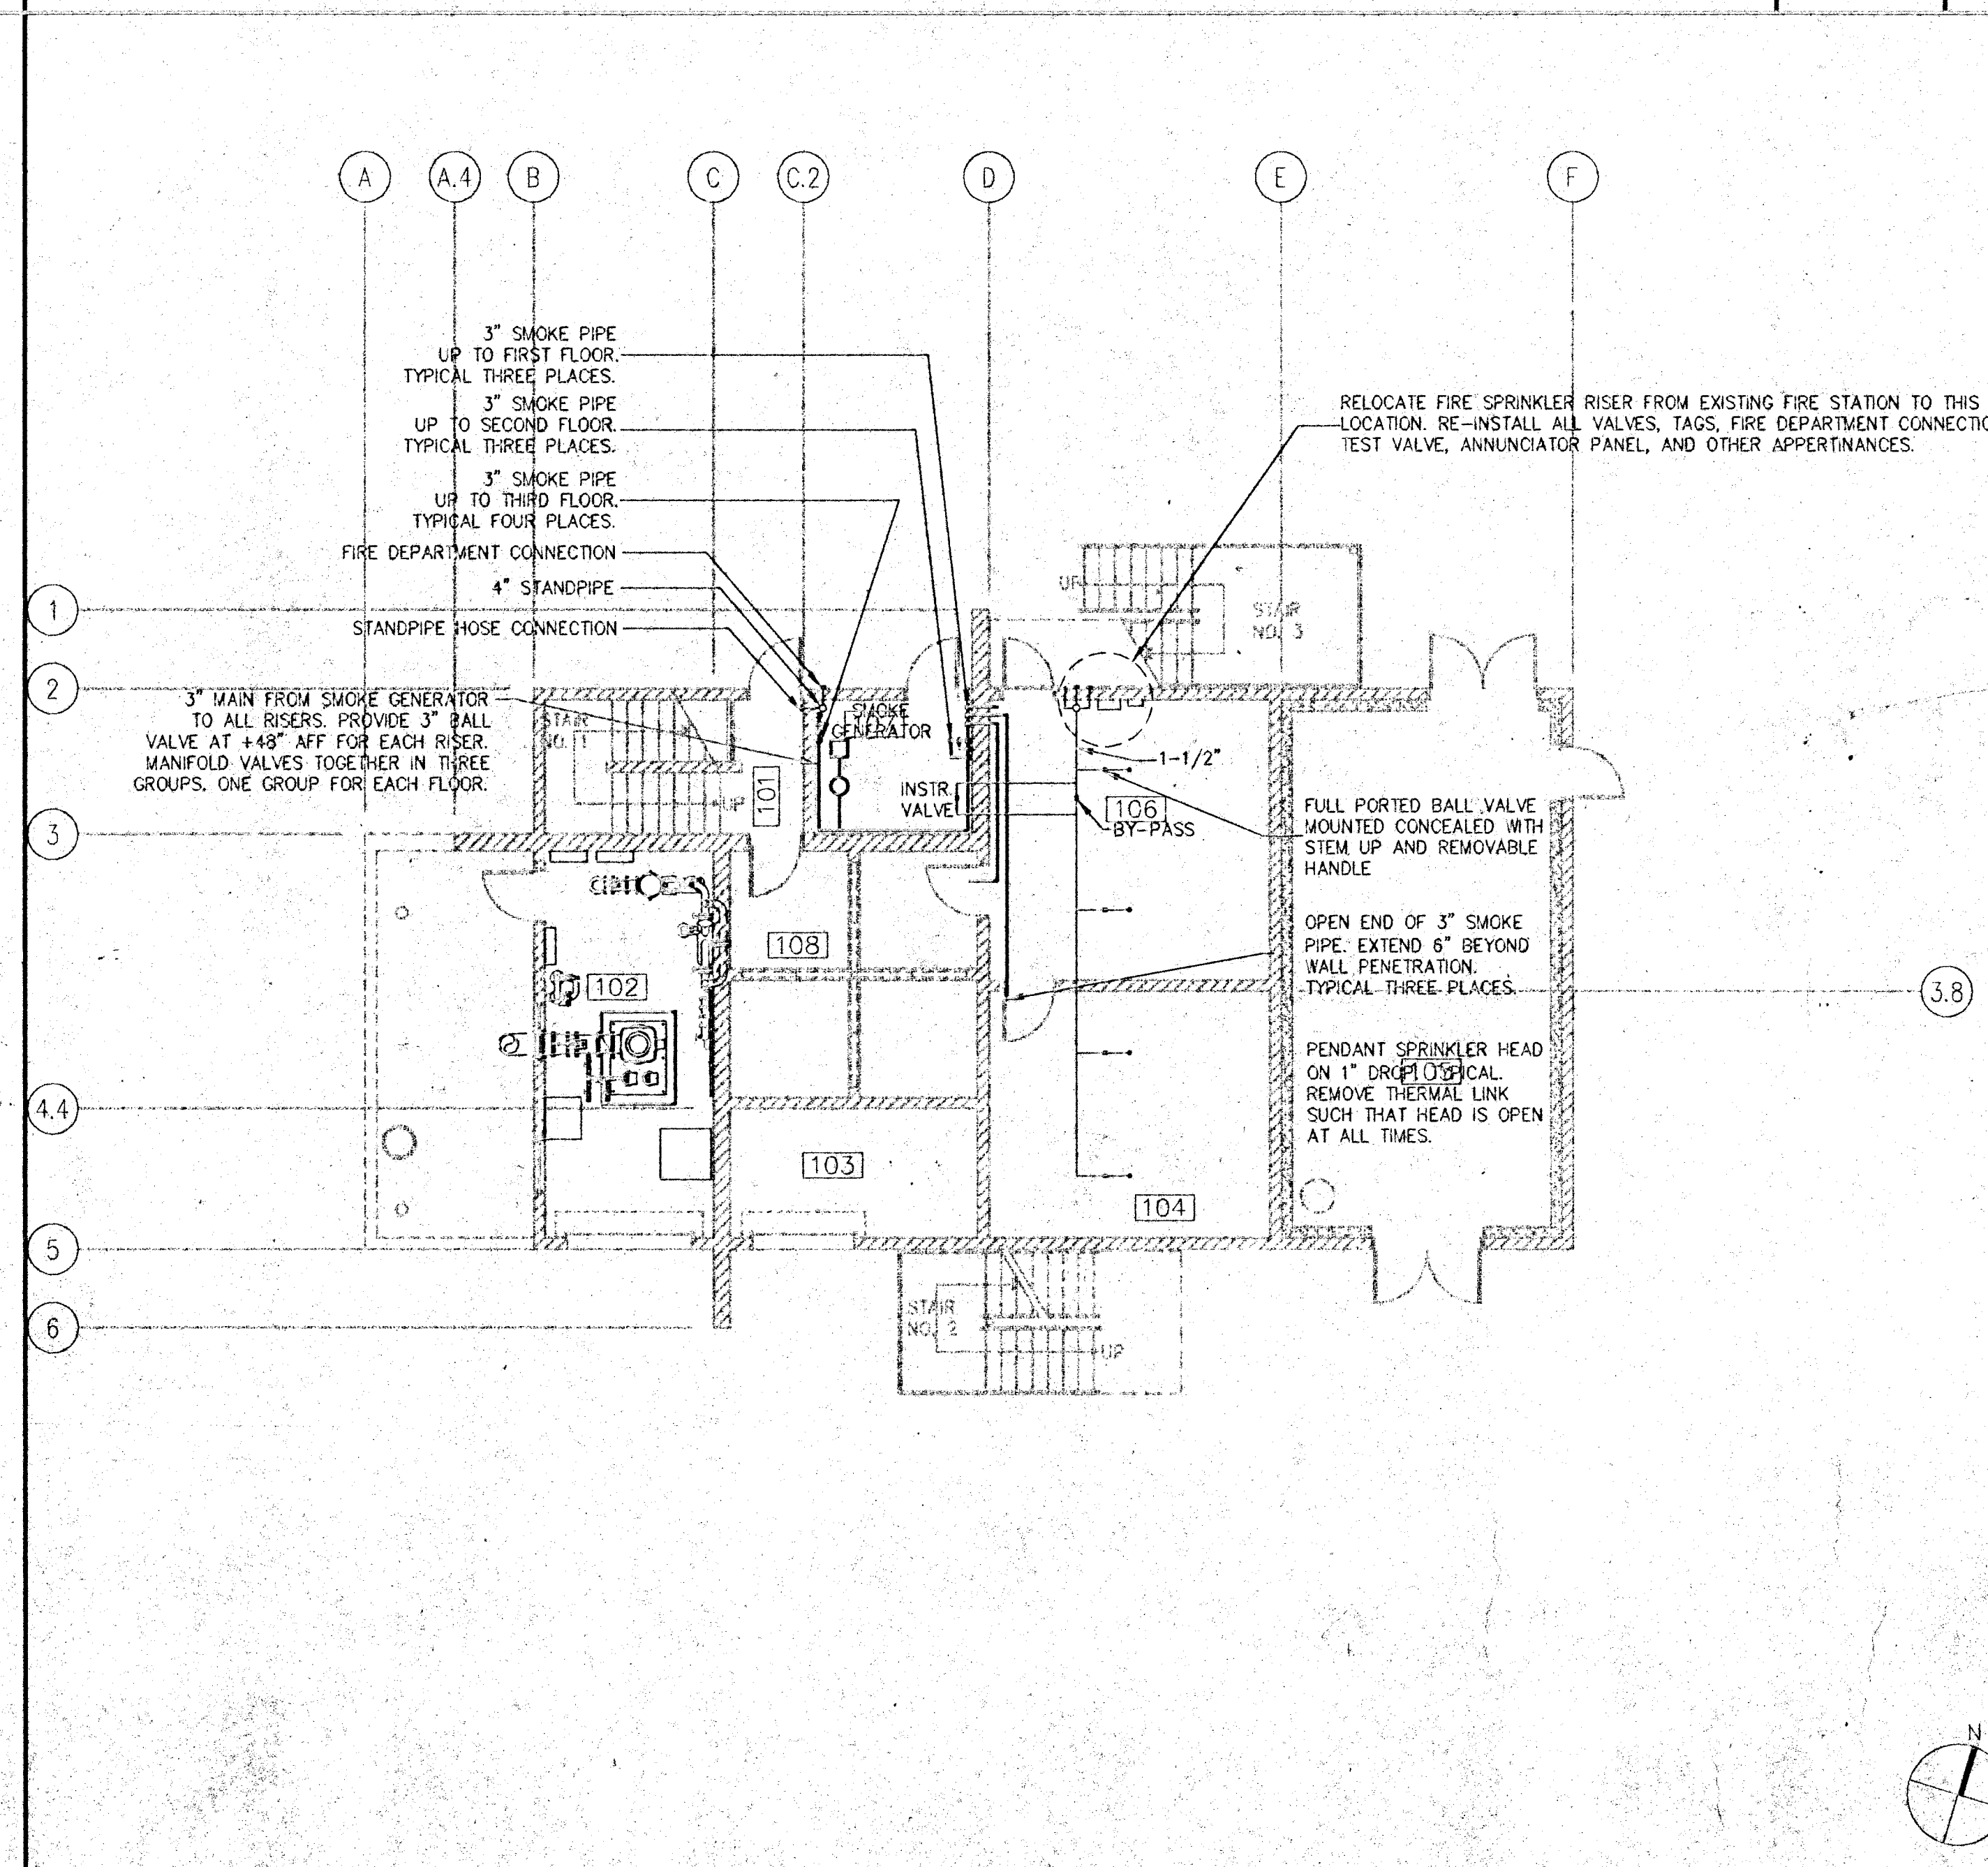 A
A.4
B
C
C.2
D
E
F
3" SMOKE PIPE
UP TO FIRST FLOOR.
TYPICAL THREE PLACES.
3" SMOKE PIPE
UP TO SECOND FLOOR.
TYPICAL THREE PLACES.
3" SMOKE PIPE
UP TO THIRD FLOOR.
TYPICAL FOUR PLACES.
FIRE DEPARTMENT CONNECTION
4" STANDPIPE
STANDPIPE HOSE CONNECTION
RELOCATE FIRE SPRINKLER RISER FROM EXISTING FIRE STATION TO THIS
LOCATION. RE-INSTALL ALL VALVES, TAGS, FIRE DEPARTMENT CONNECTIO
TEST VALVE, ANNUNCIATOR PANEL, AND OTHER APPERTINANCES.
1
2
3
4.4
5
6
3.8
3" MAIN FROM SMOKE GENERATOR
TO ALL RISERS. PROVIDE 3" BALL
VALVE AT +48" AFF FOR EACH RISER.
MANIFOLD VALVES TOGETHER IN THREE
GROUPS. ONE GROUP FOR EACH FLOOR.
UP
STAIR
NO. 3
STAIR
NO. 1
UP
101
SMOKE
GENERATOR
INSTR.
VALVE
1-1/2"
106
BY-PASS
FULL PORTED BALL VALVE
MOUNTED CONCEALED WITH
STEM UP AND REMOVABLE
HANDLE
OPEN END OF 3" SMOKE
PIPE. EXTEND 6" BEYOND
WALL PENETRATION.
TYPICAL THREE PLACES.
PENDANT SPRINKLER HEAD
ON 1" DROP
REMOVE THERMAL LINK
SUCH THAT HEAD IS OPEN
AT ALL TIMES.
108
102
103
104
STAIR
NO. 2
UP
N